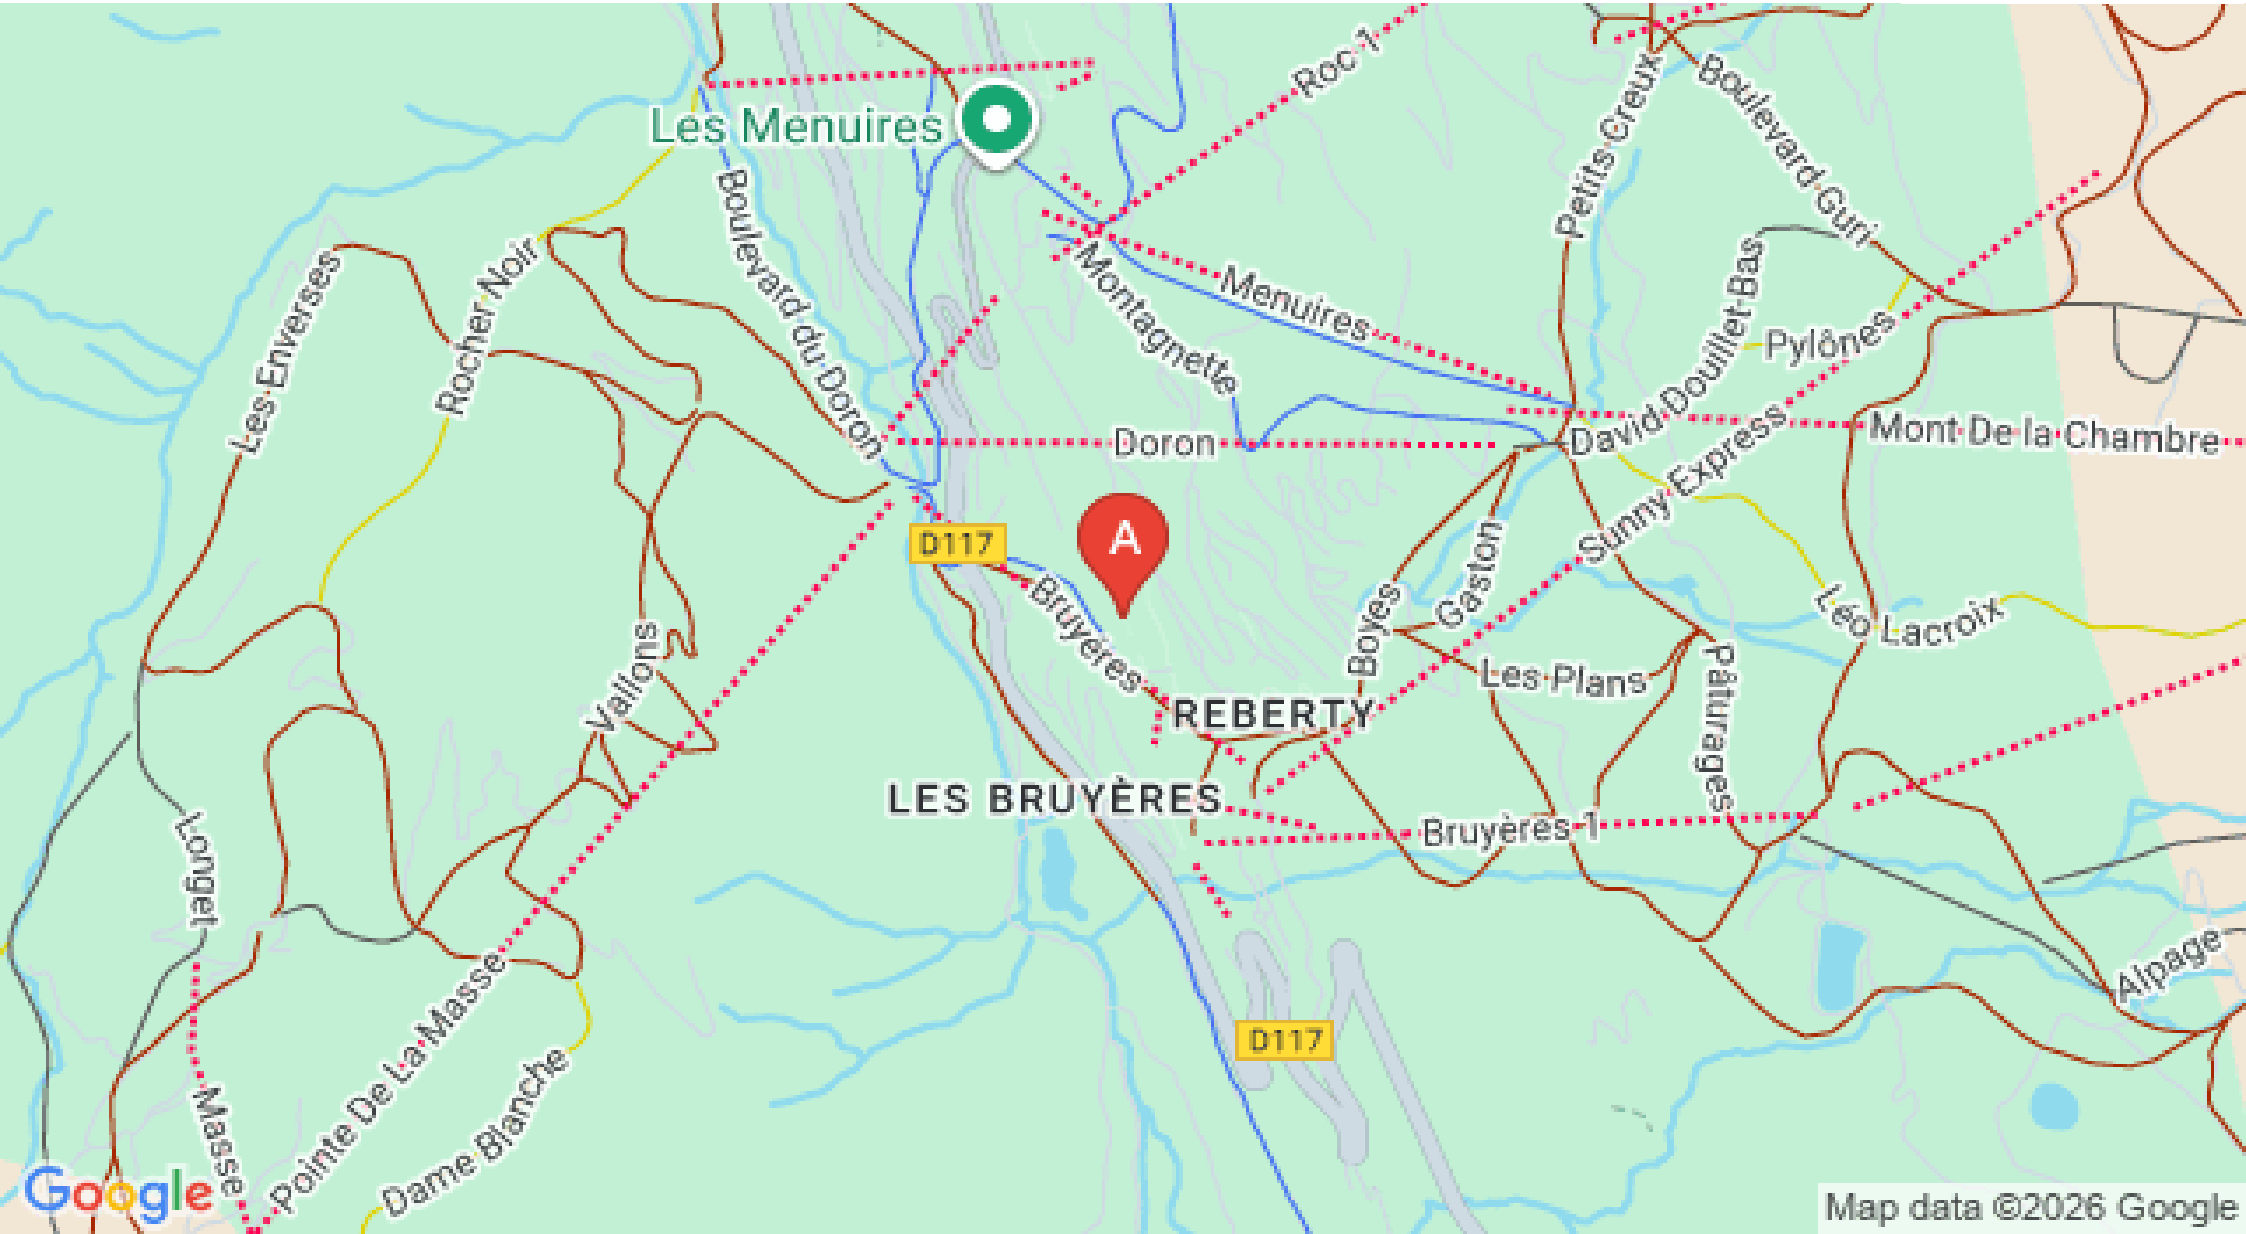 Roc 1
Boulevard Guri
Les Menuires
Petits Creux
Boulevard du Doron
Les Enverses
Rocher Noir
Montagnette
Menuires
David Douillet Bas
Pylônes
Doron
Mont De la Chambre
Sunny Express
D117
A
Gaston
Bruyères
Boyes
Léo Lacroix
Vallons
Les Plans
Pâturages
REBERTY
LES BRUYÈRES
Bruyères 1
Longet
Alpage
Pointe De La Masse
D117
Masse
Dame Blanche
Google
Map data ©2026 Google